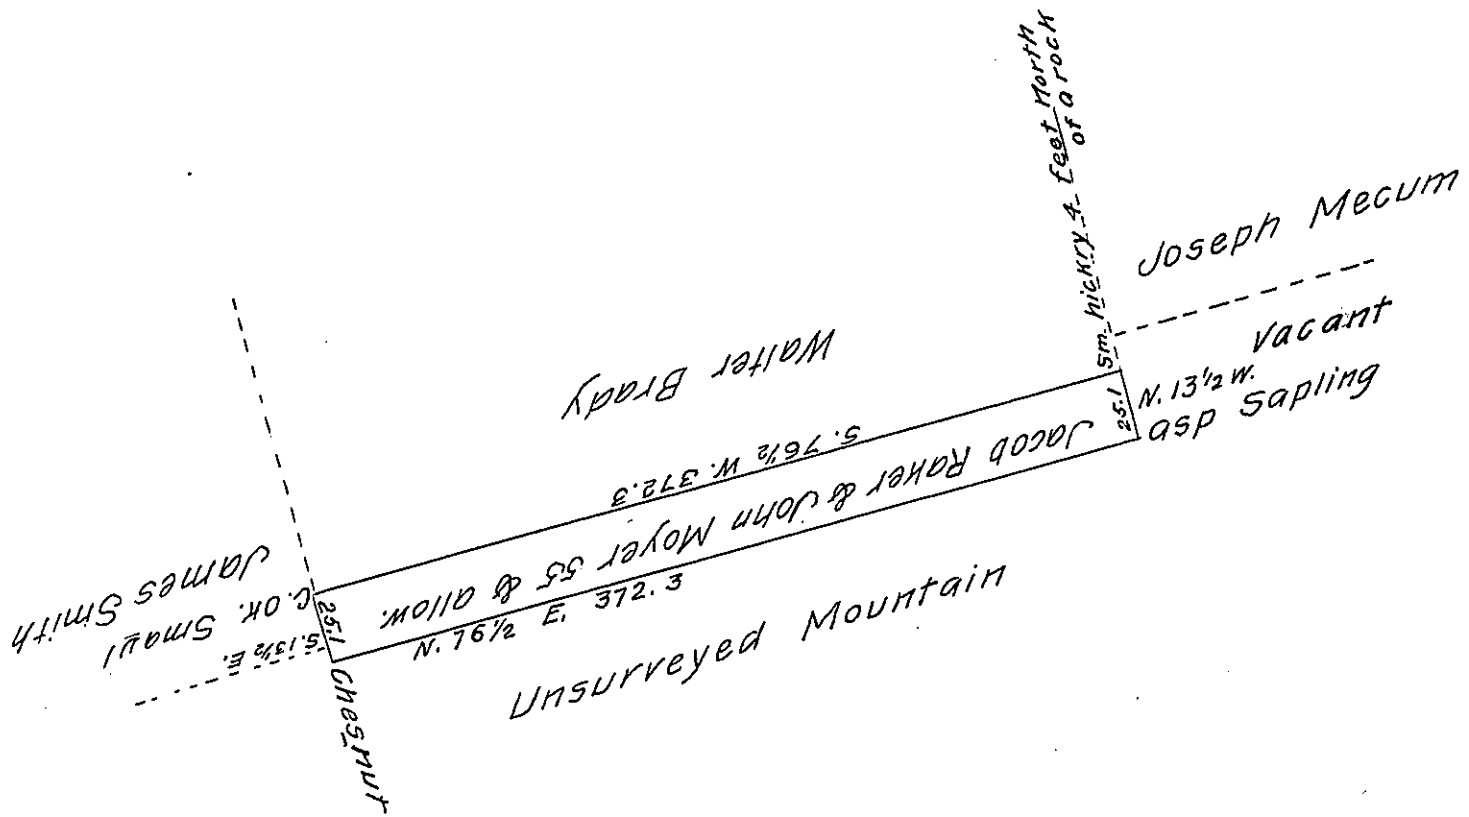 Sm. hickry 4 feet North
of a rock
Joseph Mecum
Vacant
N. 13½ W.
25.1
asp Sapling
Walter Brady
S. 76½ W. 372.3
Jacob Raker & John Moyer 55 & allow.
N. 76½ E. 372.3
Unsurveyed Mountain
James Smith
C. ok. Small
S. 13½ E.
25.1
Chesnut